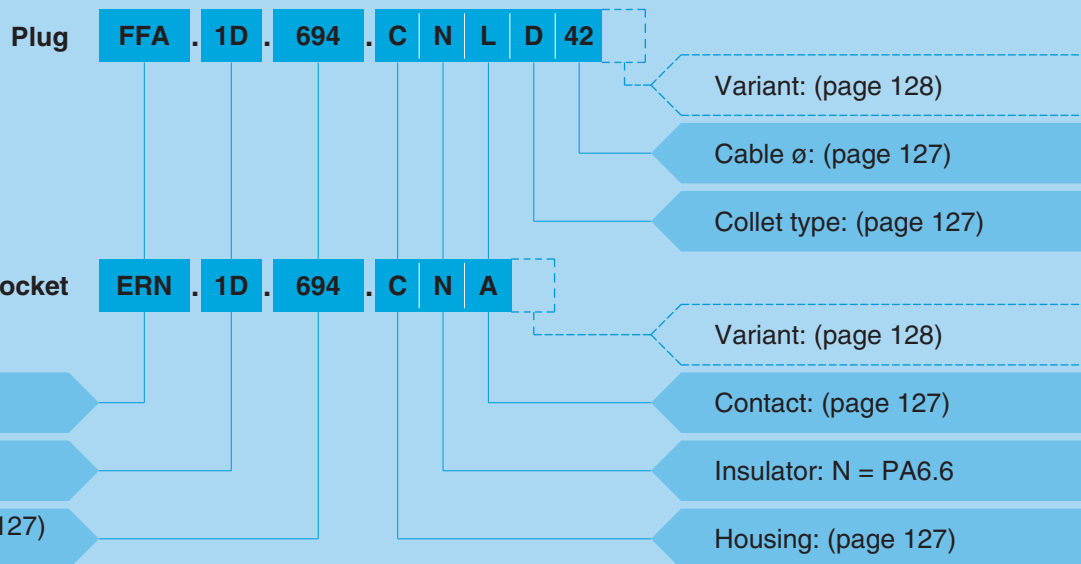 Plug FFA . 1D . 694 . C N L D 42
Variant: (page 128)
Cable ø: (page 127)
Collet type: (page 127)
ocket ERN . 1D . 694 . C N A
Variant: (page 128)
Contact: (page 127)
Insulator: N = PA6.6
127)
Housing: (page 127)